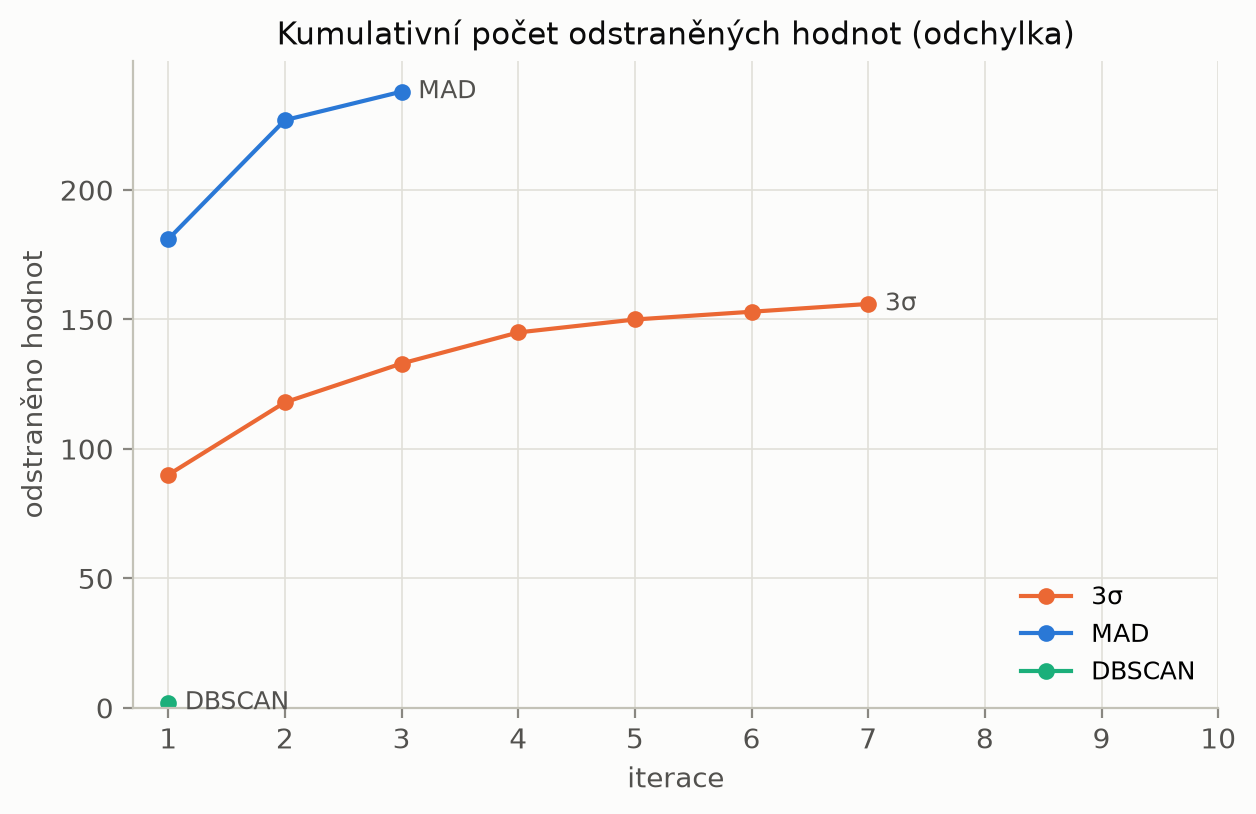 Kumulativní počet odstraněných hodnot (odchylka)
odstraněno hodnot
200
150
100
50
0
MAD
3σ
DBSCAN
3σ
MAD
DBSCAN
1 2 3 4 5 6 7 8 9 10
iterace